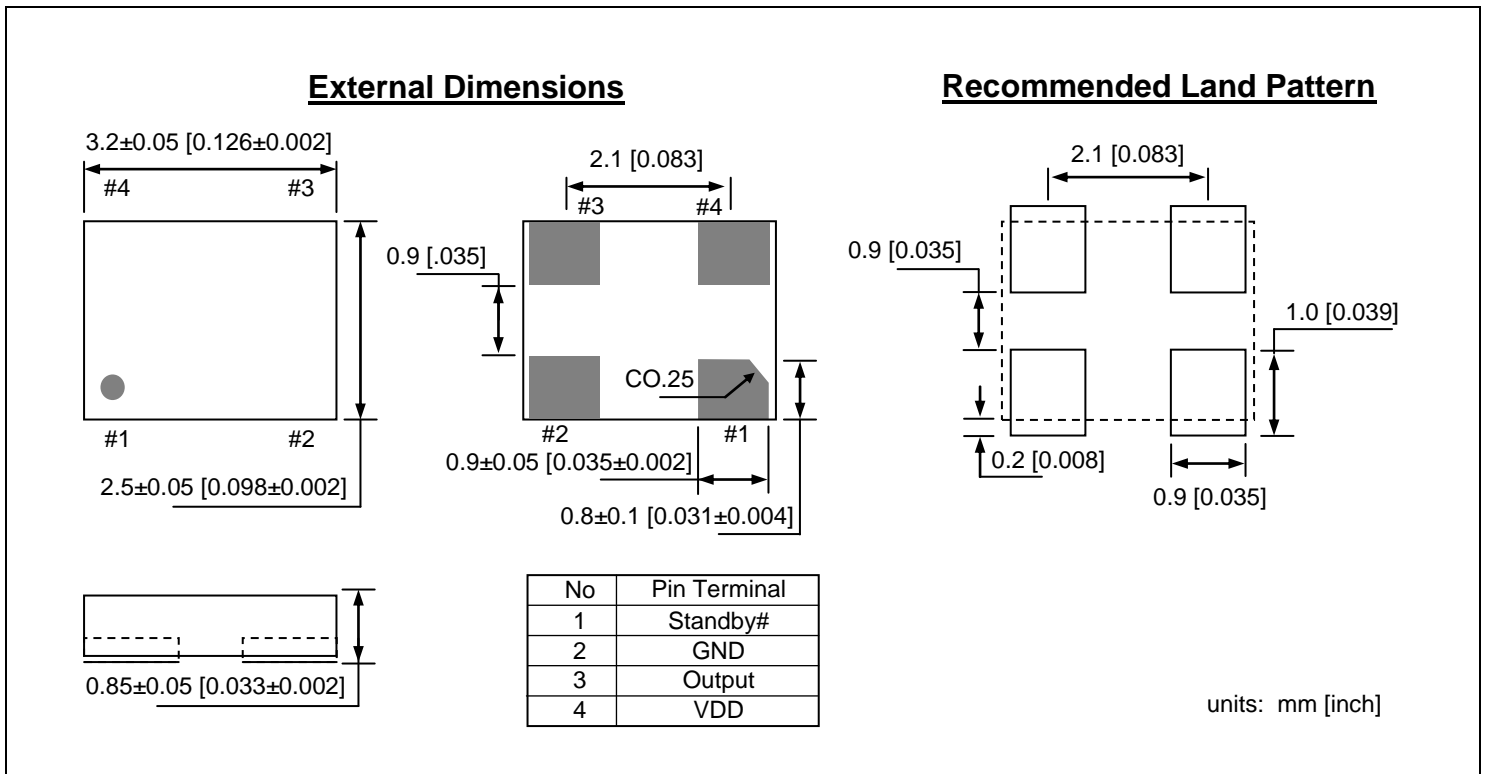 External Dimensions
3.2±0.05 [0.126±0.002]
#4
#3
#1
#2
2.5±0.05 [0.098±0.002]
0.85±0.05 [0.033±0.002]
2.1 [0.083]
#3
#4
0.9 [.035]
CO.25
#2
#1
0.9±0.05 [0.035±0.002]
0.8±0.1 [0.031±0.004]
No Pin Terminal
1 Standby#
2 GND
3 Output
4 VDD
Recommended Land Pattern
2.1 [0.083]
0.9 [0.035]
1.0 [0.039]
0.2 [0.008]
0.9 [0.035]
units: mm [inch]